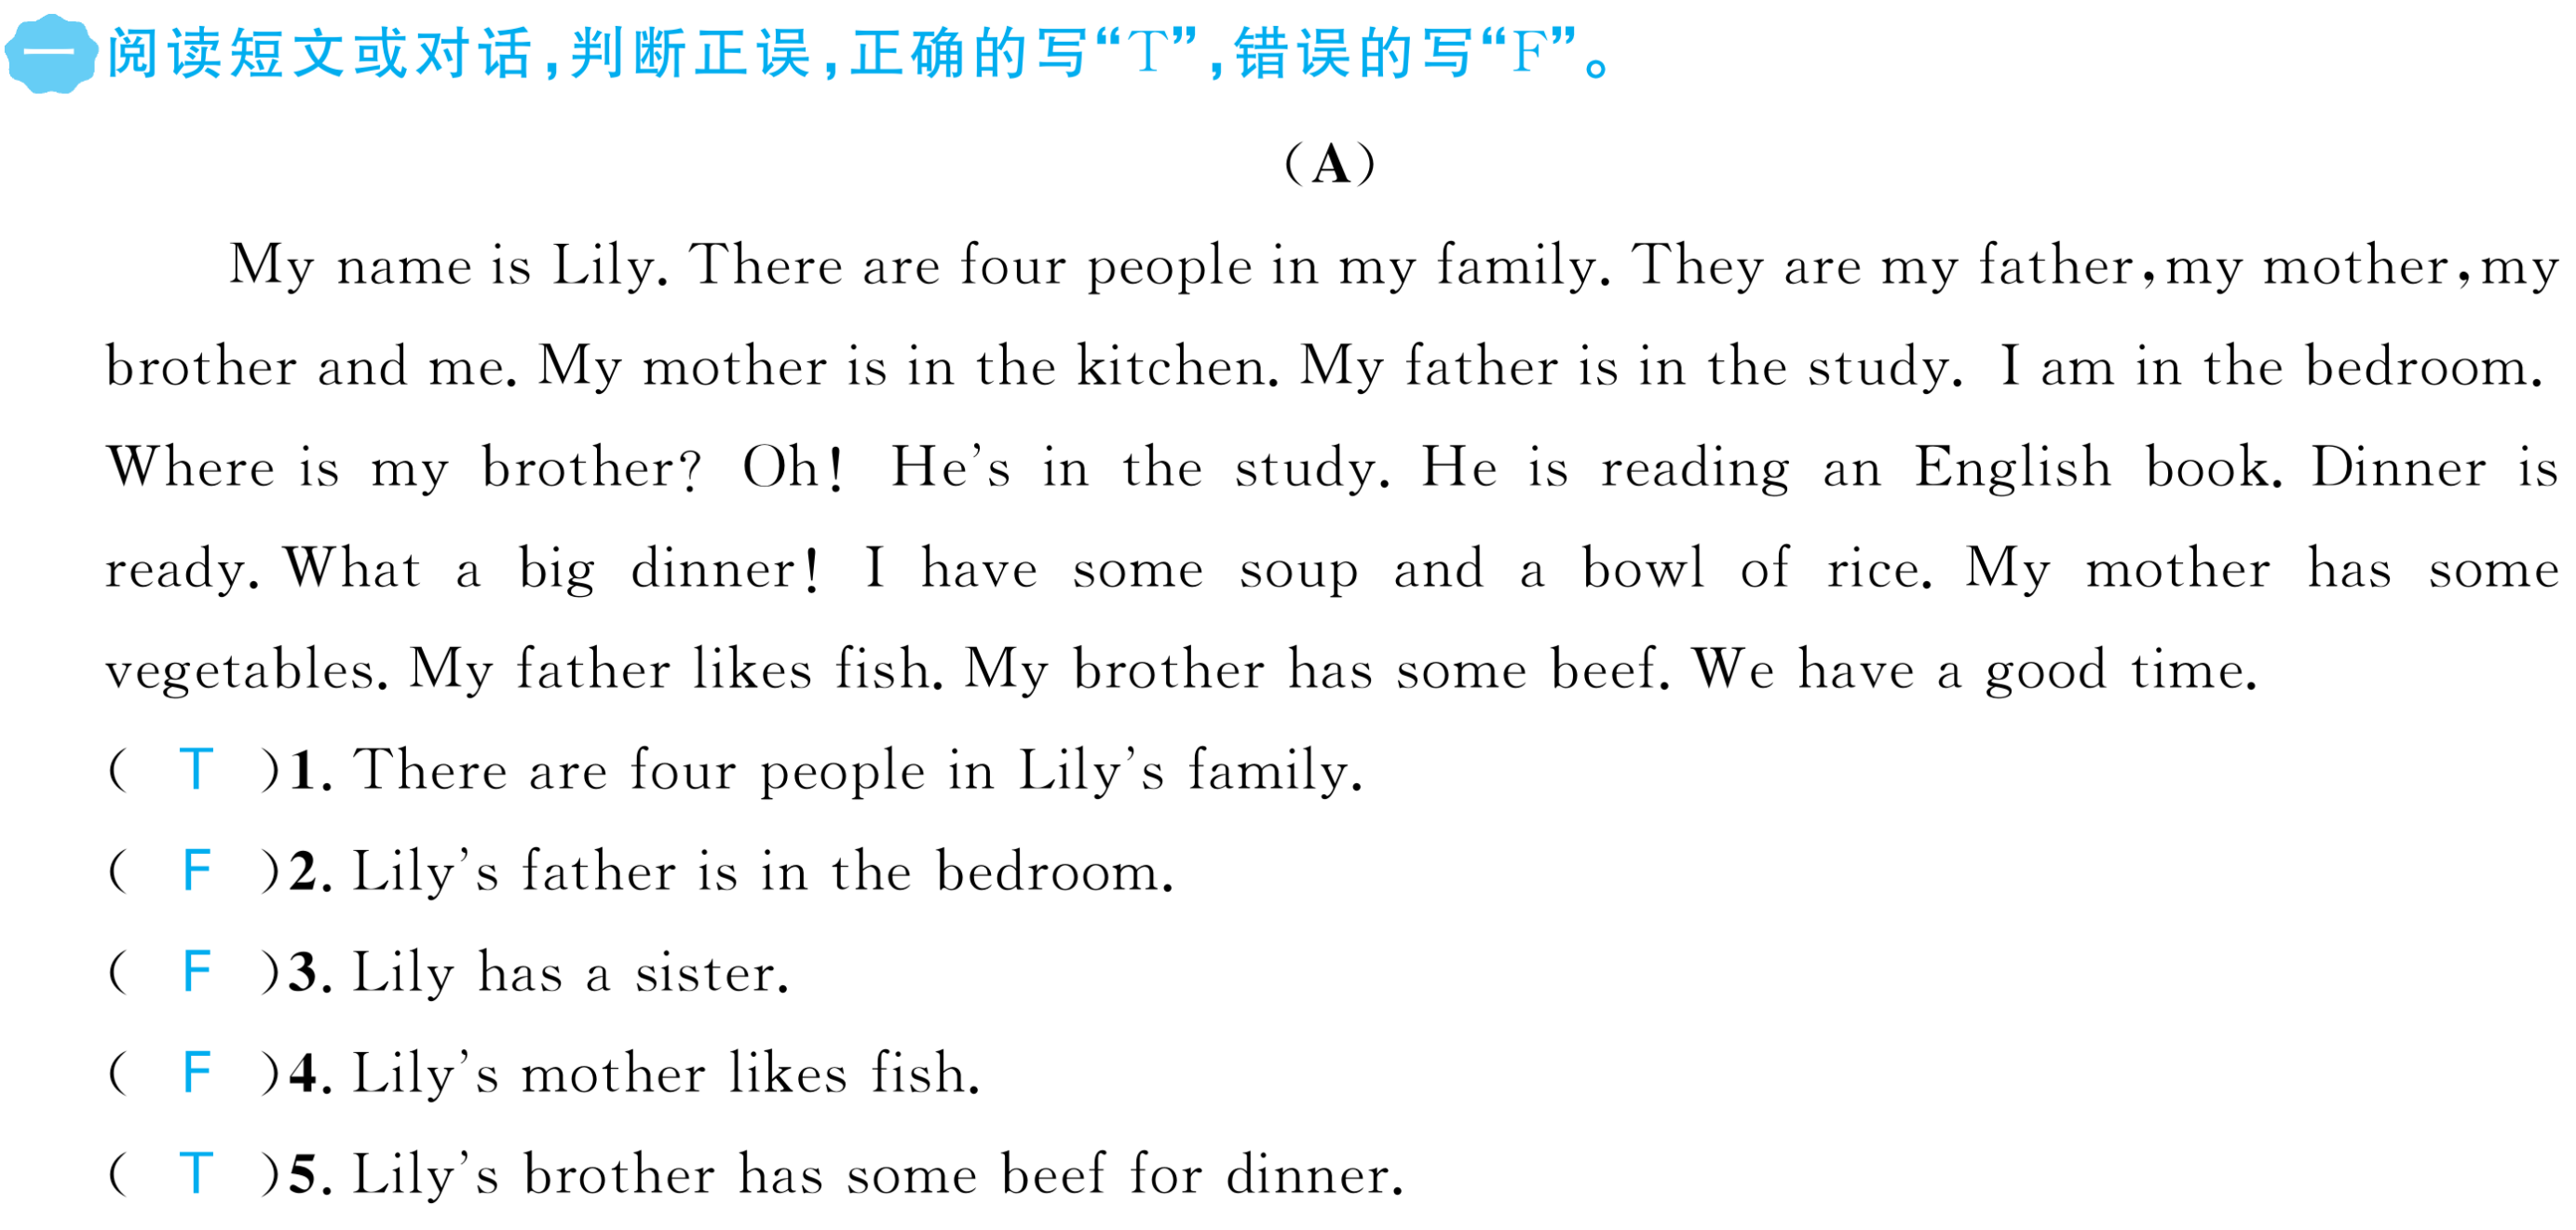 一 阅读短文或对话,判断正误,正确的写“T”,错误的写“F”。
(A)
My name is Lily. There are four people in my family. They are my father,my mother,my
brother and me. My mother is in the kitchen. My father is in the study. I am in the bedroom.
Where is my brother? Oh! He’s in the study. He is reading an English book. Dinner is
ready. What a big dinner! I have some soup and a bowl of rice. My mother has some
vegetables. My father likes fish. My brother has some beef. We have a good time.
( T )1. There are four people in Lily’s family.
( F )2. Lily’s father is in the bedroom.
( F )3. Lily has a sister.
( F )4. Lily’s mother likes fish.
( T )5. Lily’s brother has some beef for dinner.